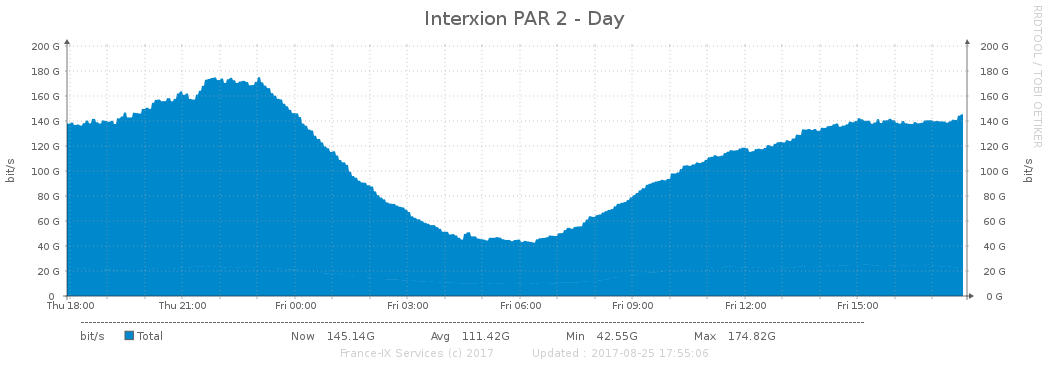 Interxion PAR 2 - Day
RRDTOOL / TOBI OETIKER
bit/s
200 G
180 G
160 G
140 G
120 G
100 G
80 G
60 G
40 G
20 G
0
200 G
180 G
160 G
140 G
120 G
100 G
80 G
60 G
40 G
20 G
0 G
bit/s
Thu 18:00 Thu 21:00 Fri 00:00 Fri 03:00 Fri 06:00 Fri 09:00 Fri 12:00 Fri 15:00
bit/s Total Now 145.14G Avg 111.42G Min 42.55G Max 174.82G
France-IX Services (c) 2017 Updated : 2017-08-25 17:55:06